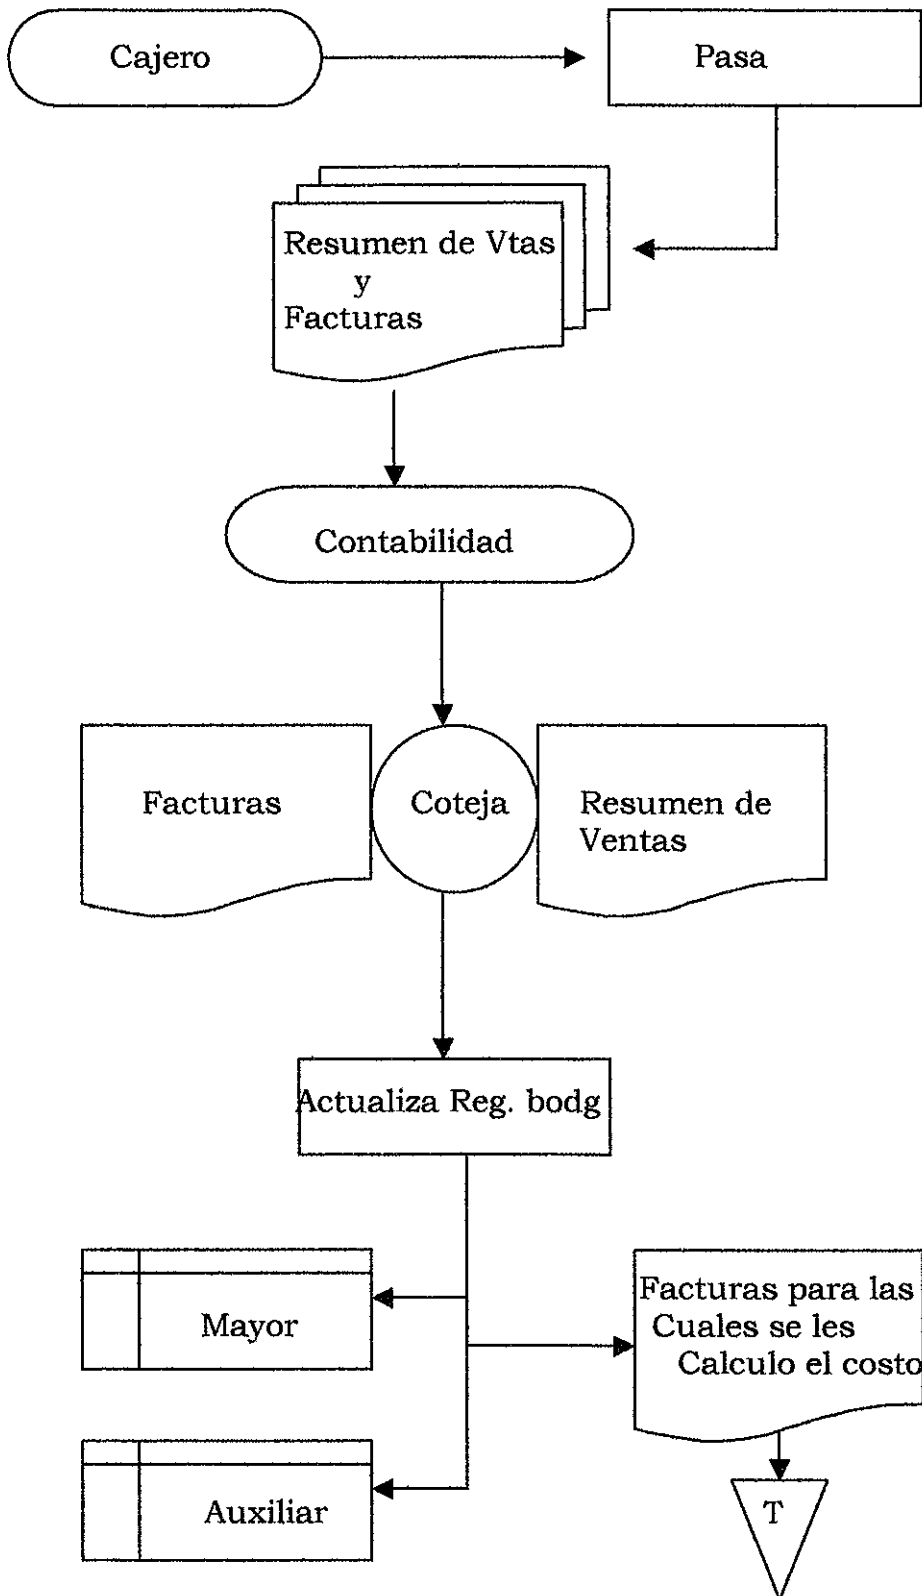 Cajero
Pasa
Resumen de Vtas
y
Facturas
Contabilidad
Facturas
Coteja
Resumen de
Ventas
Actualiza Reg. bodg
Mayor
Facturas para las
Cuales se les
Calculo el costo
Auxiliar
T